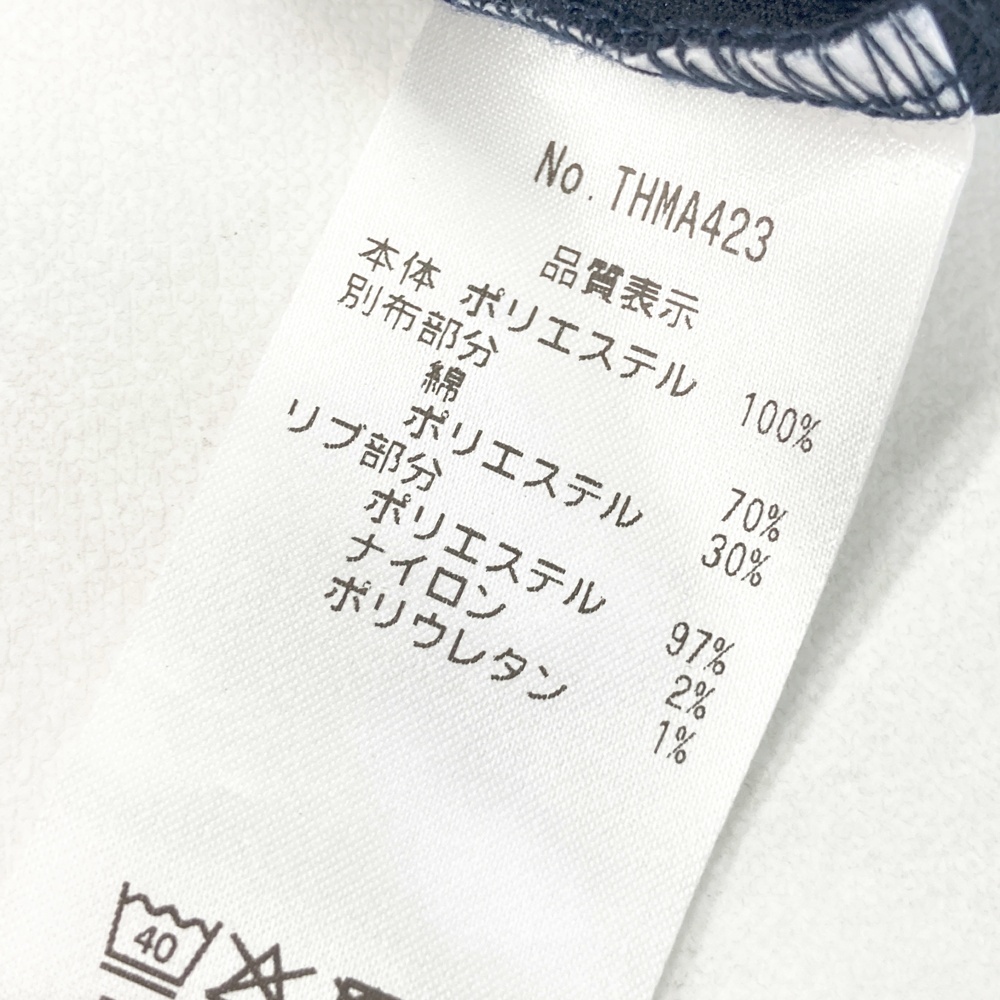 No.THMA423
品質表示
本体 ポリエステル 100%
別布部分
綿 70%
ポリエステル 30%
リブ部分
ポリエステル 97%
ナイロン 2%
ポリウレタン 1%
40